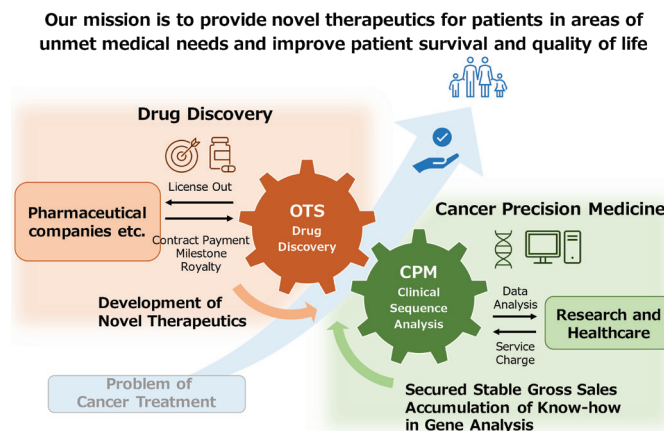 Our mission is to provide novel therapeutics for patients in areas of
unmet medical needs and improve patient survival and quality of life
Drug Discovery
License Out
Pharmaceutical
companies etc.
Contract Payment
Milestone
Royalty
OTS
Drug
Discovery
Development of
Novel Therapeutics
Cancer Precision Medicine
CPM
Clinical
Sequence
Analysis
Data
Analysis
Research and
Healthcare
Service
Charge
Problem of
Cancer Treatment
Secured Stable Gross Sales
Accumulation of Know-how
in Gene Analysis